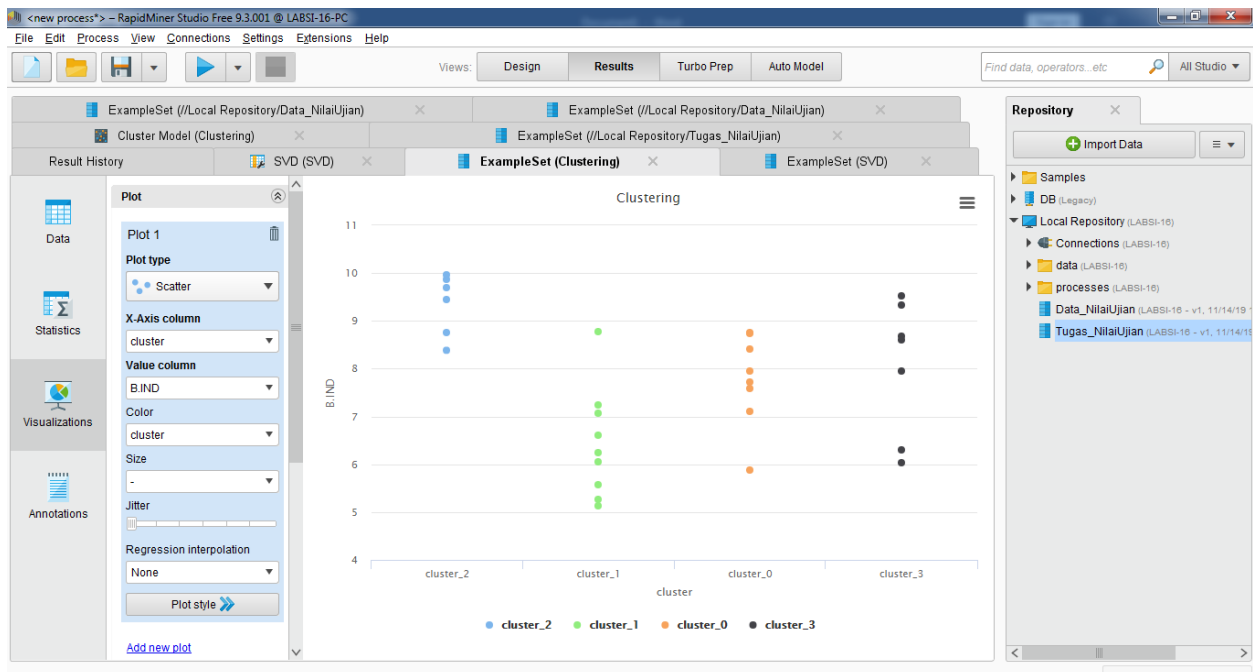 <new process*> – RapidMiner Studio Free 9.3.001 @ LABSI-16-PC
File Edit Process View Connections Settings Extensions Help
Views: Design Results Turbo Prep Auto Model
Find data, operators...etc All Studio
ExampleSet (//Local Repository/Data_NilaiUjian) ExampleSet (//Local Repository/Data_NilaiUjian)
Cluster Model (Clustering) ExampleSet (//Local Repository/Tugas_NilaiUjian)
Result History SVD (SVD) ExampleSet (Clustering) ExampleSet (SVD)
Data
Statistics
Visualizations
Annotations
Plot
Plot 1
Plot type
Scatter
X-Axis column
cluster
Value column
B.IND
Color
cluster
Size
-
Jitter
Regression interpolation
None
Plot style
Add new plot
Clustering
11
10
9
8
7
6
5
4
B.IND
cluster_2 cluster_1 cluster_0 cluster_3
cluster
cluster_2 cluster_1 cluster_0 cluster_3
Repository
Import Data
Samples
DB (Legacy)
Local Repository (LABSI-16)
Connections (LABSI-16)
data (LABSI-16)
processes (LABSI-16)
Data_NilaiUjian (LABSI-16 - v1, 11/14/19
Tugas_NilaiUjian (LABSI-16 - v1, 11/14/19